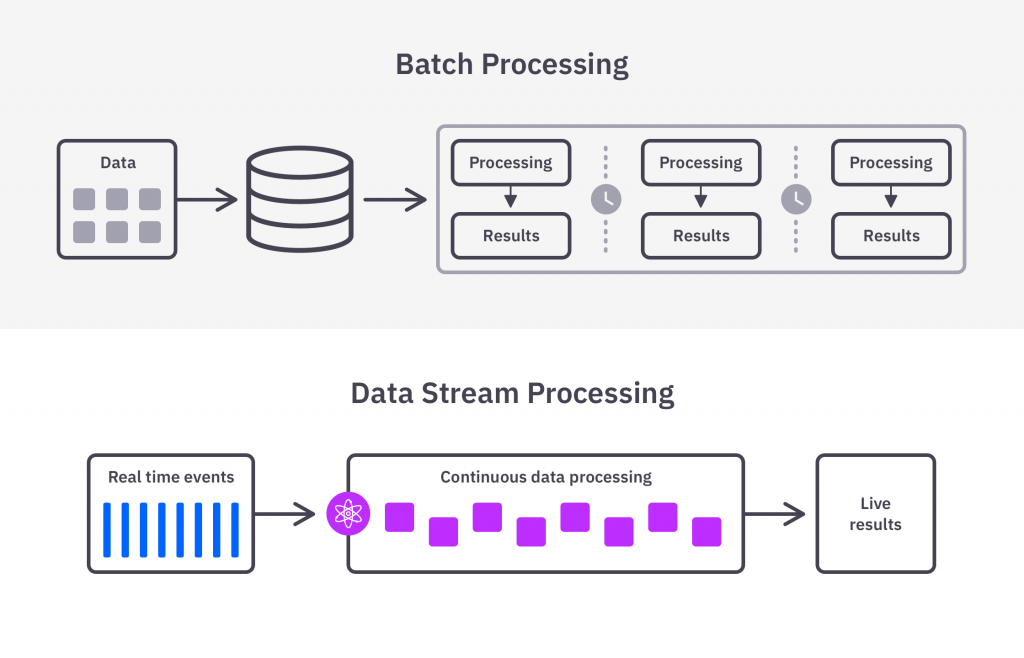 Batch Processing
Data
Processing
Processing
Processing
Results
Results
Results
Data Stream Processing
Real time events
Continuous data processing
Live
results